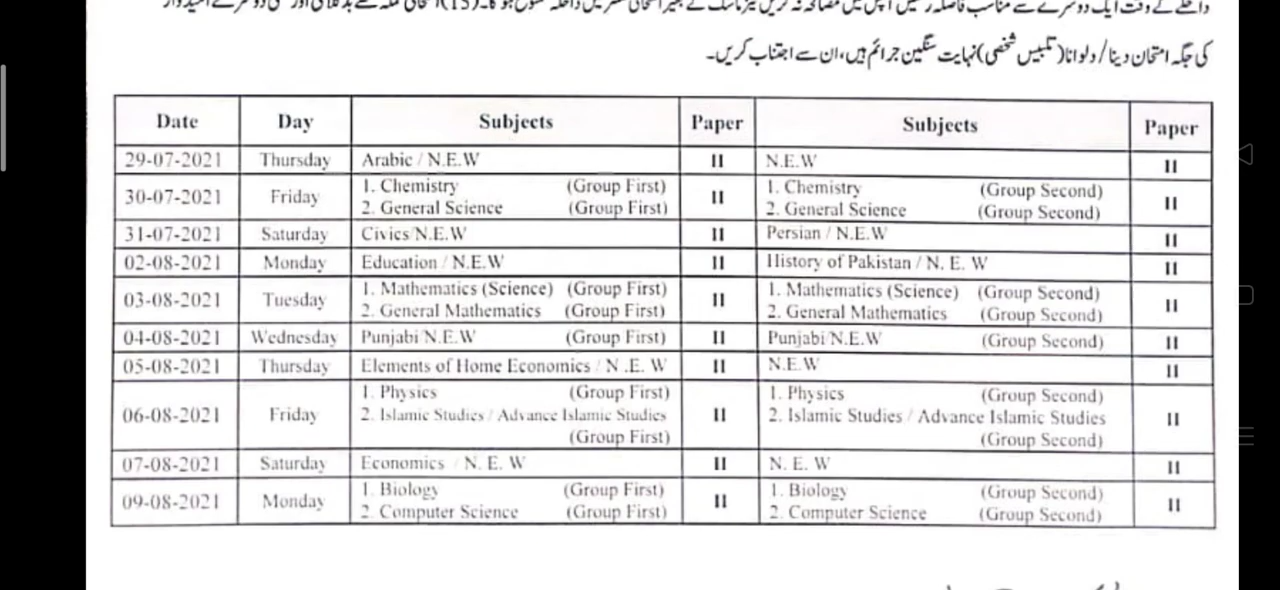 کی جگہ امتحان دینا/دلوانا(تلبیس شخصی)نہایت سنگین جرائم ہیں،ان سے اجتناب کریں۔
Date Day Subjects Paper Subjects Paper
29-07-2021 Thursday Arabic / N.E.W II N.E.W II
30-07-2021 Friday 1. Chemistry (Group First) II 1. Chemistry (Group Second) II
2. General Science (Group First) 2. General Science (Group Second)
31-07-2021 Saturday Civics/N.E.W II Persian / N.E.W II
02-08-2021 Monday Education / N.E.W II History of Pakistan / N. E. W II
03-08-2021 Tuesday 1. Mathematics (Science) (Group First) II 1. Mathematics (Science) (Group Second) II
2. General Mathematics (Group First) 2. General Mathematics (Group Second)
04-08-2021 Wednesday Punjabi/N.E.W (Group First) II Punjabi/N.E.W (Group Second) II
05-08-2021 Thursday Elements of Home Economics / N .E. W II N.E.W II
06-08-2021 Friday 1. Physics (Group First) II 1. Physics (Group Second) II
2. Islamic Studies / Advance Islamic Studies 2. Islamic Studies / Advance Islamic Studies
(Group First) (Group Second)
07-08-2021 Saturday Economics / N. E. W II N. E. W II
09-08-2021 Monday 1. Biology (Group First) II 1. Biology (Group Second) II
2. Computer Science (Group First) 2. Computer Science (Group Second)